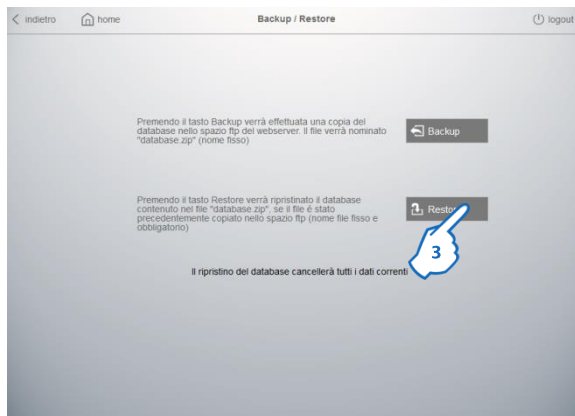 indietro home Backup / Restore logout
Premendo il tasto Backup verrà effettuata una copia del
database nello spazio ftp del webserver. Il file verrà nominato
"database.zip" (nome fisso)
Backup
Premendo il tasto Restore verrà ripristinato il database
contenuto nel file "database.zip", se il file é stato
precedentemente copiato nello spazio ftp (nome file fisso e
obbligatorio)
Restore
3
Il ripristino del database cancellerà tutti i dati correnti